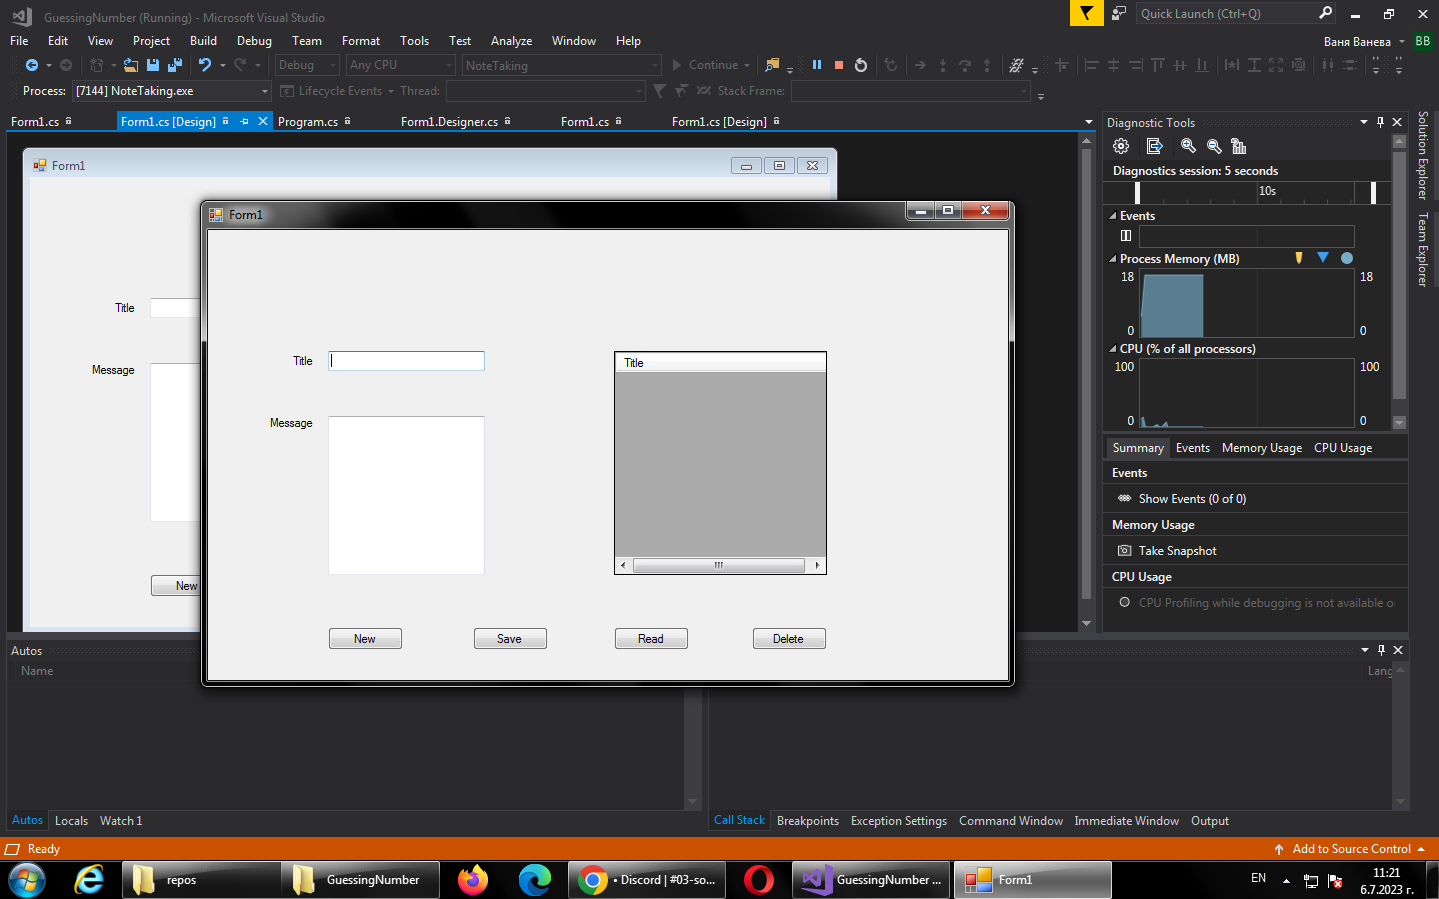 GuessingNumber (Running) - Microsoft Visual Studio
Quick Launch (Ctrl+Q)
File Edit View Project Build Debug Team Format Tools Test Analyze Window Help
Ваня Ванева
BB
Debug Any CPU NoteTaking Continue
Process: [7144] NoteTaking.exe Lifecycle Events Thread: Stack Frame:
Form1.cs Form1.cs [Design] Program.cs Form1.Designer.cs Form1.cs Form1.cs [Design]
Form1
Title
Message
New
Form1
Title
Message
Title
New Save Read Delete
Diagnostic Tools
Diagnostics session: 5 seconds
10s
Events
Process Memory (MB)
18 18
0 0
CPU (% of all processors)
100 100
0 0
Summary Events Memory Usage CPU Usage
Events
Show Events (0 of 0)
Memory Usage
Take Snapshot
CPU Usage
CPU Profiling while debugging is not available o
Solution Explorer
Team Explorer
Autos
Name
Lang
Autos Locals Watch 1
Call Stack Breakpoints Exception Settings Command Window Immediate Window Output
Ready
Add to Source Control
repos
GuessingNumber
• Discord | #03-so...
GuessingNumber ...
Form1
EN
11:21
6.7.2023 г.